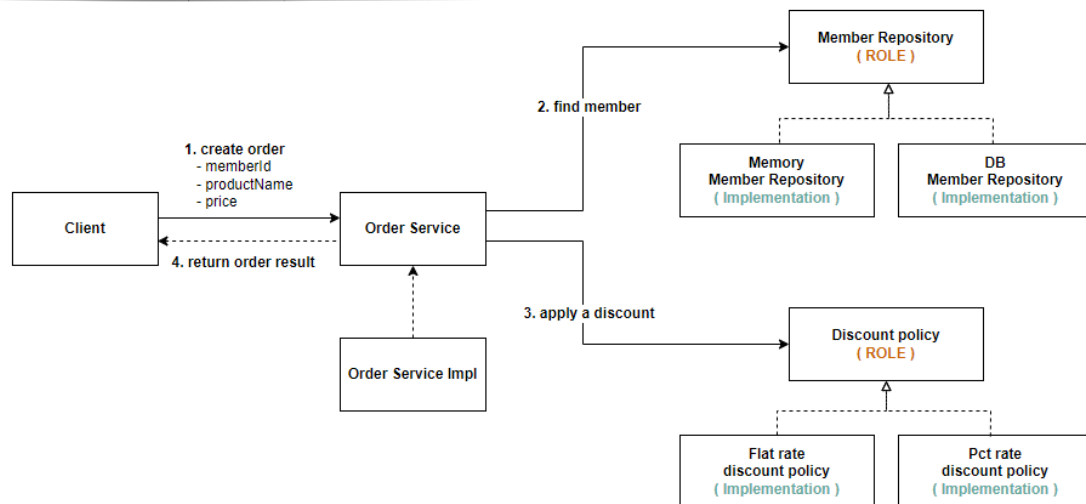 Member Repository
( ROLE )
2. find member
1. create order
- memberId
- productName
- price
Memory
Member Repository
( Implementation )
DB
Member Repository
( Implementation )
Client
Order Service
4. return order result
3. apply a discount
Discount policy
( ROLE )
Order Service Impl
Flat rate
discount policy
( Implementation )
Pct rate
discount policy
( Implementation )